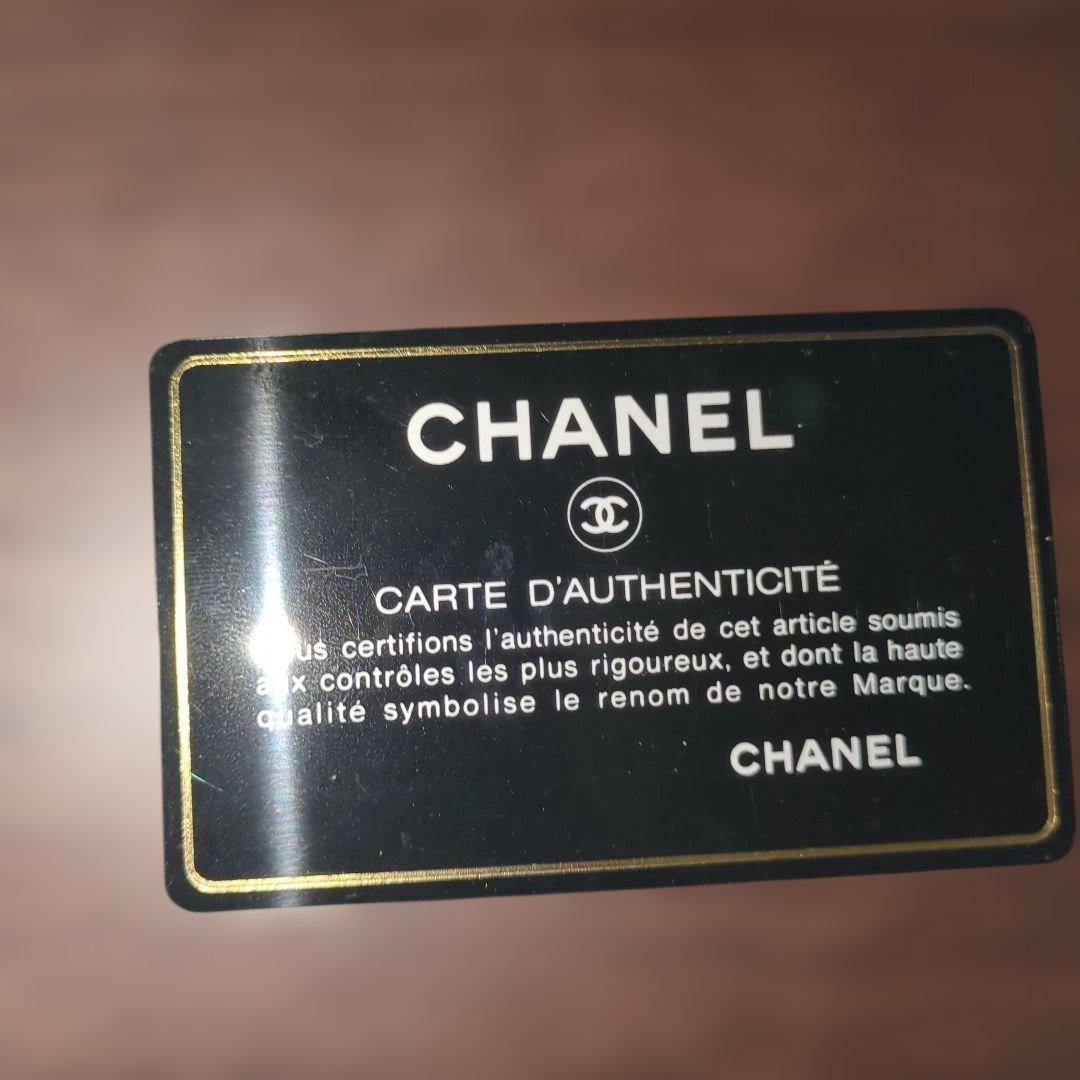 CHANEL
CARTE D'AUTHENTICITÉ
certifions l'authenticité de cet article soumis
contrôles les plus rigoureux, et dont la haute
qualité symbolise le renom de notre Marque.
CHANEL